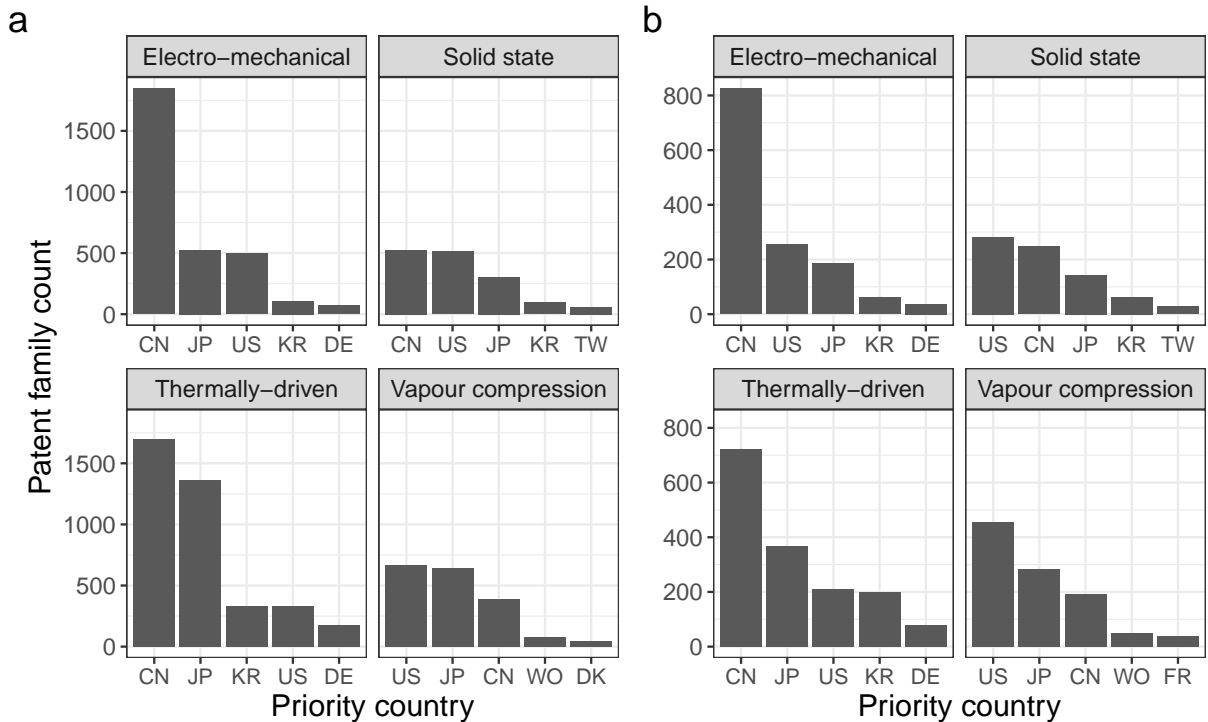 a
Electro−mechanical
Solid state
1500
1000
500
0
CN JP US KR DE
CN US JP KR TW
Thermally−driven
Vapour compression
1500
1000
500
0
CN JP KR US DE
US JP CN WO DK
Patent family count
Priority country
b
Electro−mechanical
Solid state
800
600
400
200
0
CN US JP KR DE
US CN JP KR TW
Thermally−driven
Vapour compression
800
600
400
200
0
CN JP US KR DE
US JP CN WO FR
Priority country